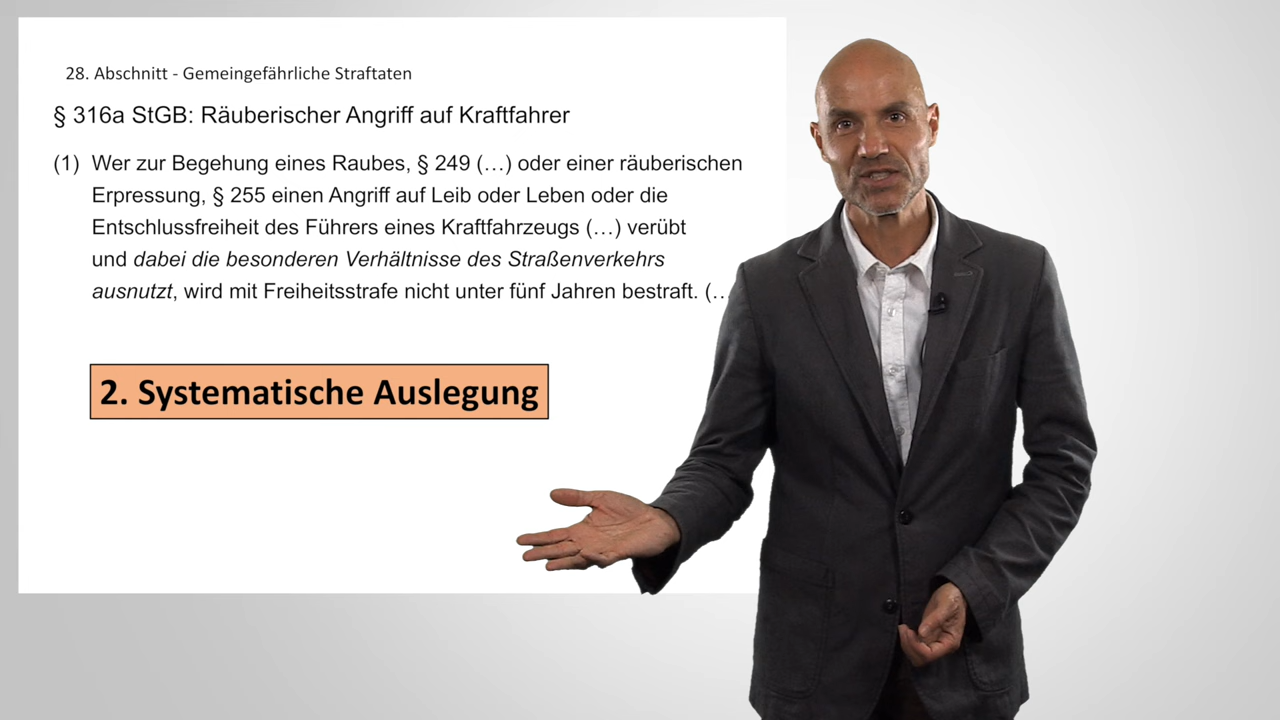 28. Abschnitt - Gemeingefährliche Straftaten
§ 316a StGB: Räuberischer Angriff auf Kraftfahrer
(1) Wer zur Begehung eines Raubes, § 249 (…) oder einer räuberischen
Erpressung, § 255 einen Angriff auf Leib oder Leben oder die
Entschlussfreiheit des Führers eines Kraftfahrzeugs (…) verübt
und dabei die besonderen Verhältnisse des Straßenverkehrs
ausnutzt, wird mit Freiheitsstrafe nicht unter fünf Jahren bestraft. (…
2. Systematische Auslegung